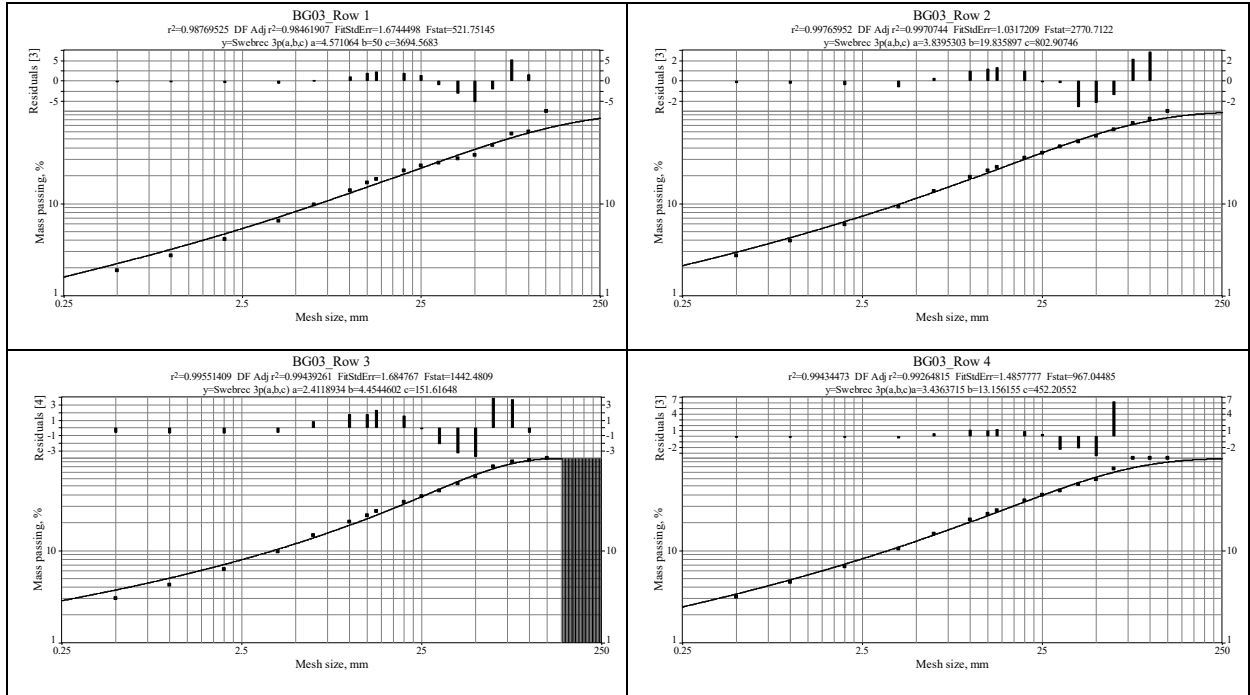 BG03_Row 1
r²=0.98769525 DF Adj r²=0.98461907 FitStdErr=1.6744498 Fstat=521.75145
y=Swebrec 3p(a,b,c) a=4.571064 b=50 c=3694.5683
Residuals [3]
5
0
-5
5
0
-5
Mass passing, %
10
1
10
1
0.25
2.5
25
250
Mesh size, mm
BG03_Row 2
r²=0.99765952 DF Adj r²=0.9970744 FitStdErr=1.0317209 Fstat=2770.7122
y=Swebrec 3p(a,b,c) a=3.8395303 b=19.835897 c=802.90746
Residuals [3]
2
0
-2
2
0
-2
Mass passing, %
10
1
10
1
0.25
2.5
25
250
Mesh size, mm
BG03_Row 3
r²=0.99551409 DF Adj r²=0.99439261 FitStdErr=1.684767 Fstat=1442.4809
y=Swebrec 3p(a,b,c) a=2.4118934 b=4.4544602 c=151.61648
Residuals [4]
3
1
-1
-3
3
1
-1
-3
Mass passing, %
10
1
10
1
0.25
2.5
25
250
Mesh size, mm
BG03_Row 4
r²=0.99434473 DF Adj r²=0.99264815 FitStdErr=1.4857777 Fstat=967.04485
y=Swebrec 3p(a,b,c)a=3.4363715 b=13.156155 c=452.20552
Residuals [3]
7
4
1
-2
7
4
1
-2
Mass passing, %
10
1
10
1
0.25
2.5
25
250
Mesh size, mm